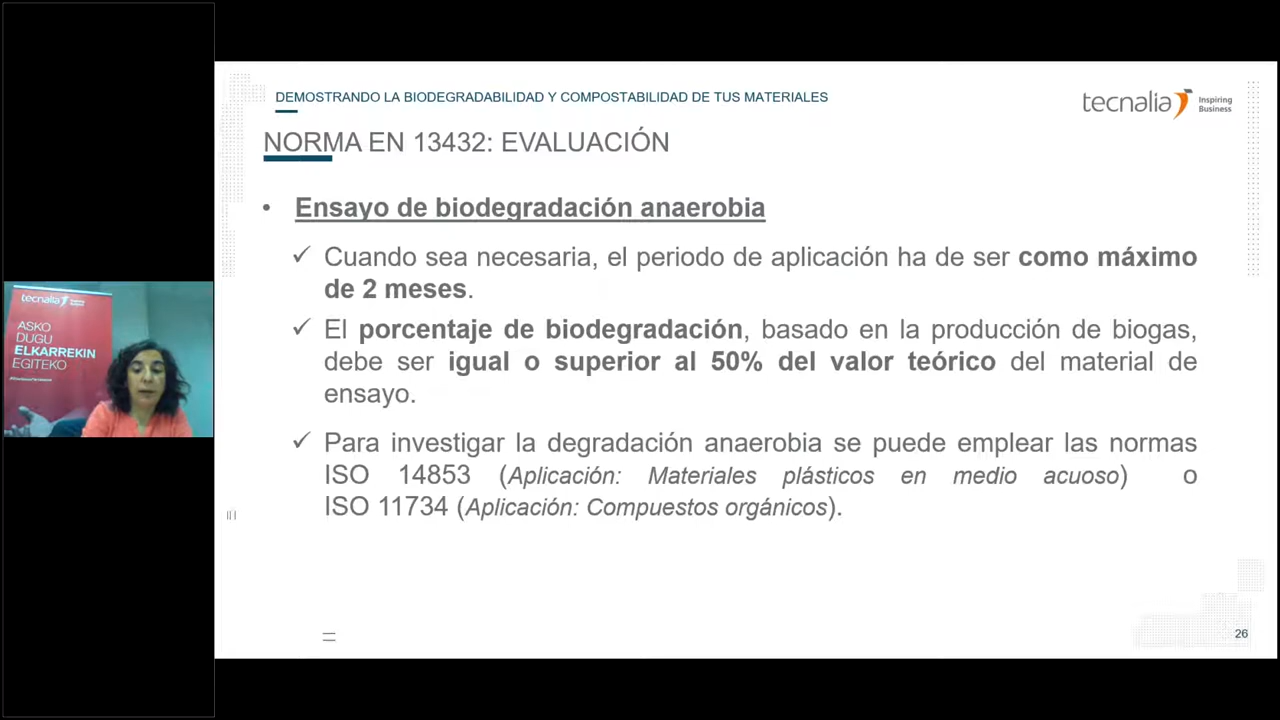 DEMOSTRANDO LA BIODEGRADABILIDAD Y COMPOSTABILIDAD DE TUS MATERIALES
tecnalia Inspiring
Business
NORMA EN 13432: EVALUACIÓN
• Ensayo de biodegradación anaerobia
✓ Cuando sea necesaria, el periodo de aplicación ha de ser como máximo
de 2 meses.
✓ El porcentaje de biodegradación, basado en la producción de biogas,
debe ser igual o superior al 50% del valor teórico del material de
ensayo.
✓ Para investigar la degradación anaerobia se puede emplear las normas
ISO 14853 (Aplicación: Materiales plásticos en medio acuoso) o
ISO 11734 (Aplicación: Compuestos orgánicos).
26
tecnalia
ASKO
DUGU
ELKARREKIN
EGITEKO